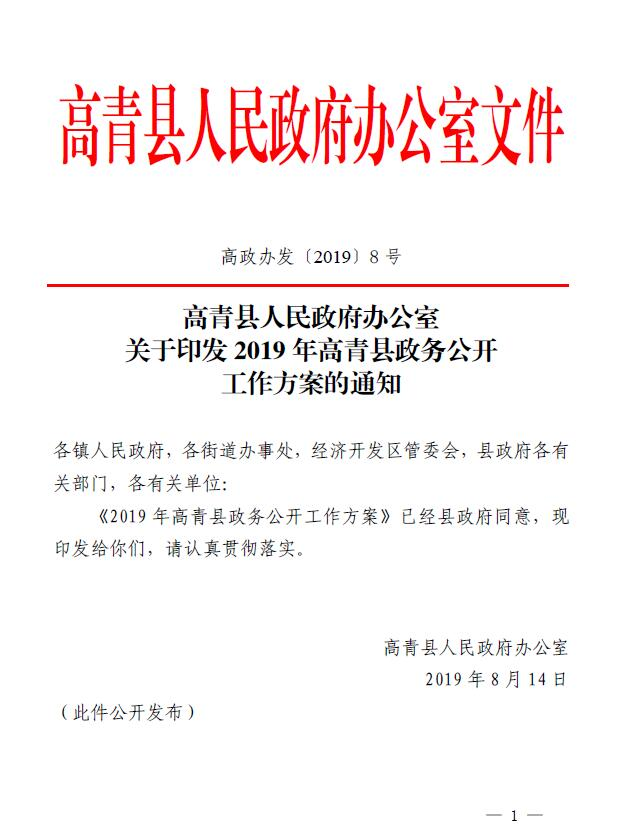 高青县人民政府办公室文件
高政办发〔2019〕8 号
高青县人民政府办公室
关于印发 2019 年高青县政务公开
工作方案的通知
各镇人民政府，各街道办事处，经济开发区管委会，县政府各有
关部门，各有关单位：
《2019 年高青县政务公开工作方案》已经县政府同意，现
印发给你们，请认真贯彻落实。
高青县人民政府办公室
2019 年 8 月 14 日
（此件公开发布）
— 1 —